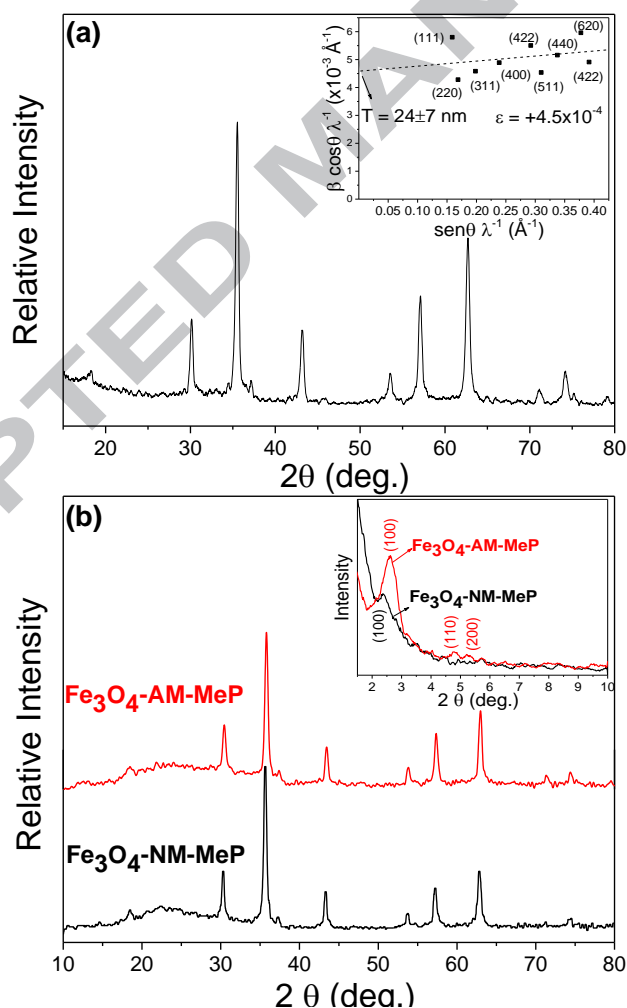 (a)
Relative Intensity
β cosθ λ⁻¹ (x10⁻³ Å⁻¹)
6
5
4
3
2
1
0
(111)
(422)
(620)
(440)
(220)
(311)
(400)
(511)
(422)
T = 24±7 nm ε = +4.5x10⁻⁴
0.05 0.10 0.15 0.20 0.25 0.30 0.35 0.40
senθ λ⁻¹ (Å⁻¹)
20 30 40 50 60 70 80
2θ (deg.)
PTED MAN
(b)
Relative Intensity
Intensity
(100)
Fe₃O₄-AM-MeP
Fe₃O₄-NM-MeP
(100)
(110)
(200)
2 3 4 5 6 7 8 9 10
2 θ (deg.)
Fe₃O₄-AM-MeP
Fe₃O₄-NM-MeP
10 20 30 40 50 60 70 80
2 θ (deg.)